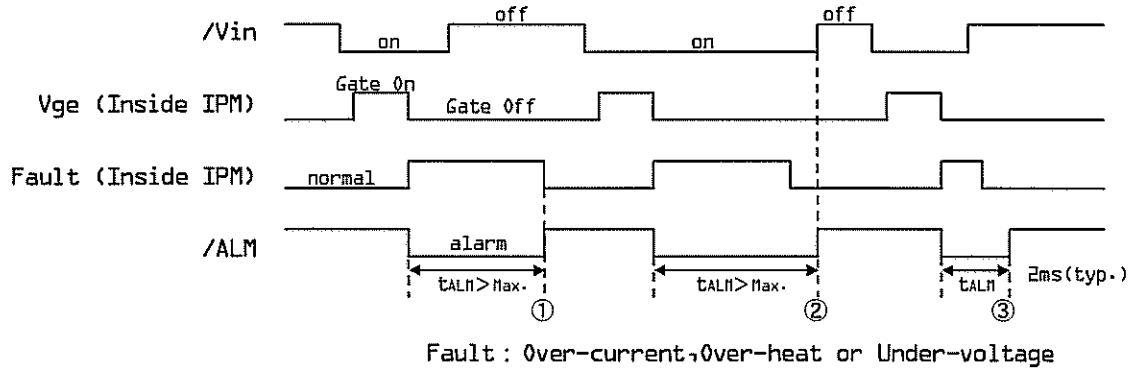 off
off
/Vin
on
on
Gate On
Vge (Inside IPM)
Gate Off
Fault (Inside IPM)
normal
/ALM
alarm
tALM> Max.
tALM> Max.
tALM
2ms(typ.)
①
②
③
Fault : Over-current,Over-heat or Under-voltage